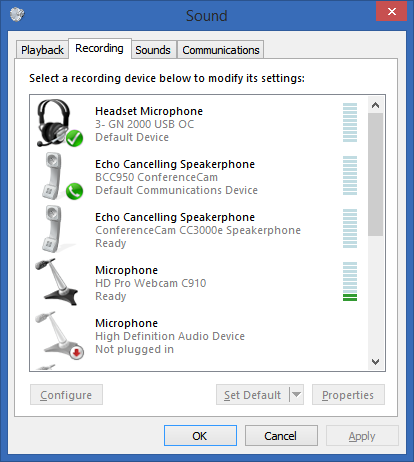 Sound
Playback Recording Sounds Communications
Select a recording device below to modify its settings:
Headset Microphone
3- GN 2000 USB OC
Default Device
Echo Cancelling Speakerphone
BCC950 ConferenceCam
Default Communications Device
Echo Cancelling Speakerphone
ConferenceCam CC3000e Speakerphone
Ready
Microphone
HD Pro Webcam C910
Ready
Microphone
High Definition Audio Device
Not plugged in
Configure Set Default Properties
OK Cancel Apply